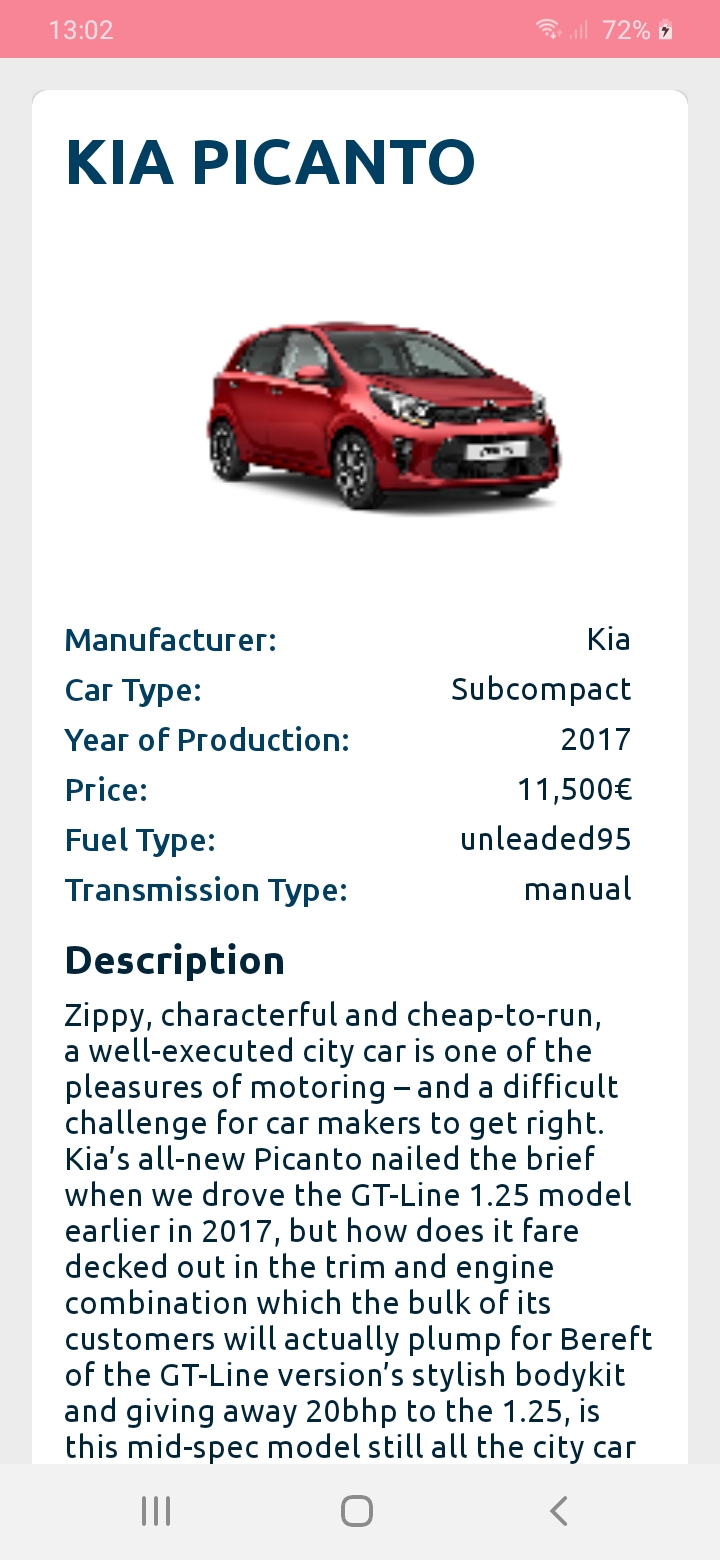 13:02
72%
KIA PICANTO
Manufacturer: Kia
Car Type: Subcompact
Year of Production: 2017
Price: 11,500€
Fuel Type: unleaded95
Transmission Type: manual
Description
Zippy, characterful and cheap-to-run,
a well-executed city car is one of the
pleasures of motoring – and a difficult
challenge for car makers to get right.
Kia’s all-new Picanto nailed the brief
when we drove the GT-Line 1.25 model
earlier in 2017, but how does it fare
decked out in the trim and engine
combination which the bulk of its
customers will actually plump for Bereft
of the GT-Line version’s stylish bodykit
and giving away 20bhp to the 1.25, is
this mid-spec model still all the city car